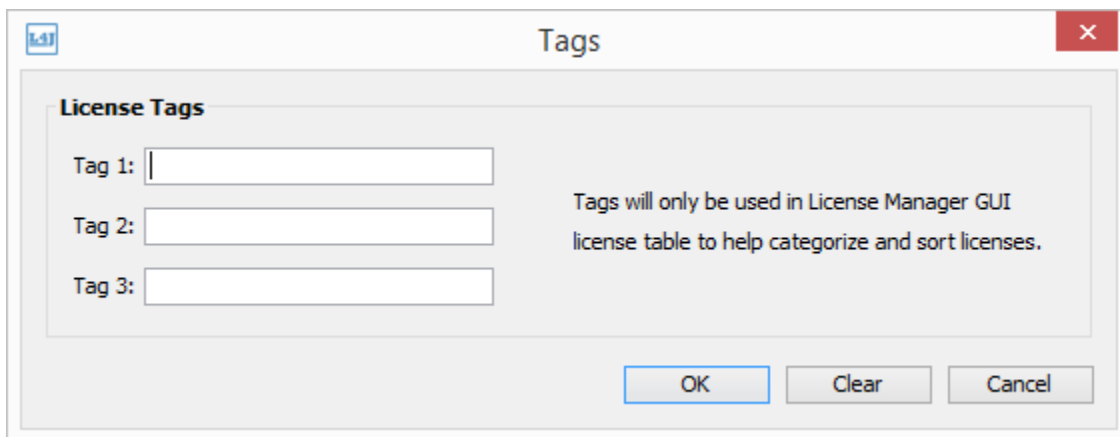 L4J
Tags
License Tags
Tag 1:
Tag 2:
Tag 3:
Tags will only be used in License Manager GUI
license table to help categorize and sort licenses.
OK
Clear
Cancel